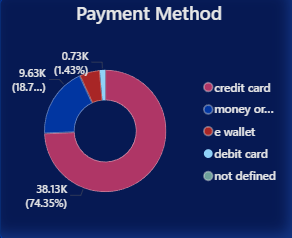 Payment Method
0.73K
(1.43%)
9.63K
(18.7...)
38.13K
(74.35%)
credit card
money or...
e wallet
debit card
not defined